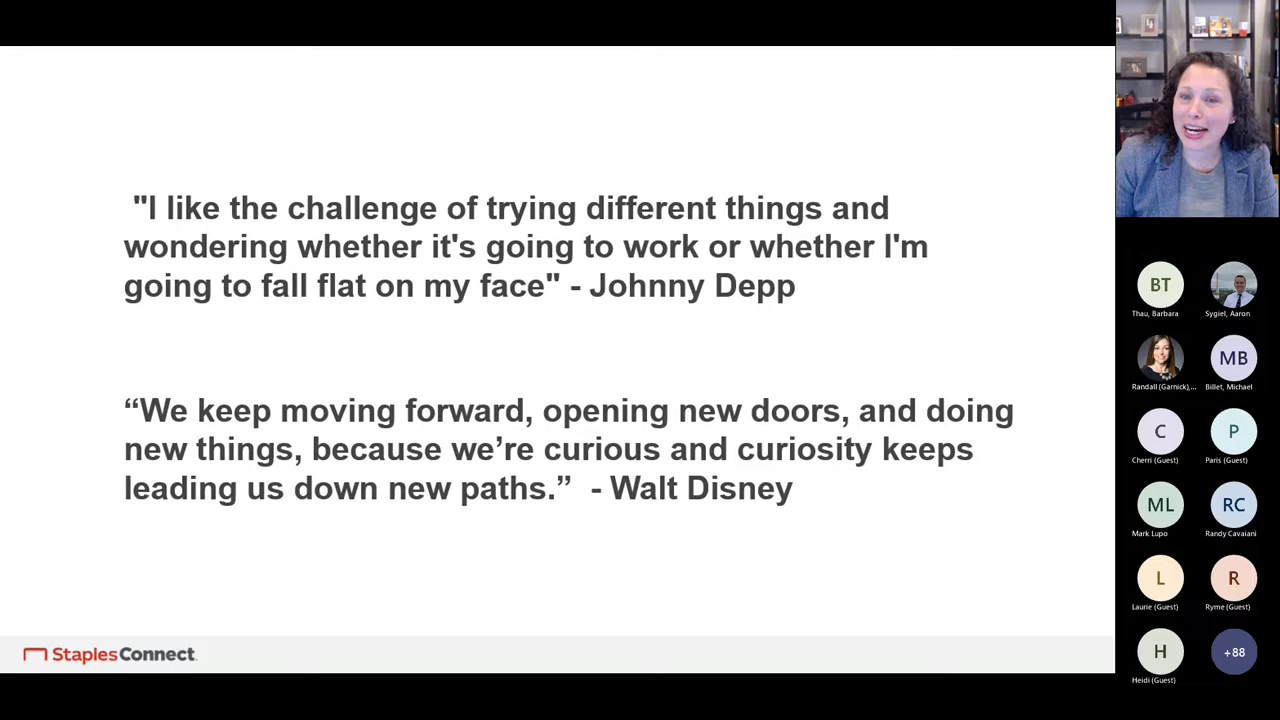 "I like the challenge of trying different things and
wondering whether it's going to work or whether I'm
going to fall flat on my face" - Johnny Depp
“We keep moving forward, opening new doors, and doing
new things, because we’re curious and curiosity keeps
leading us down new paths.”  - Walt Disney
StaplesConnect.
BT
Thau, Barbara
Sygiel, Aaron
Randall (Garnick),...
MB
Billet, Michael
C
Cherri (Guest)
P
Paris (Guest)
ML
Mark Lupo
RC
Randy Cavaiani
L
Laurie (Guest)
R
Ryme (Guest)
H
Heidi (Guest)
+88